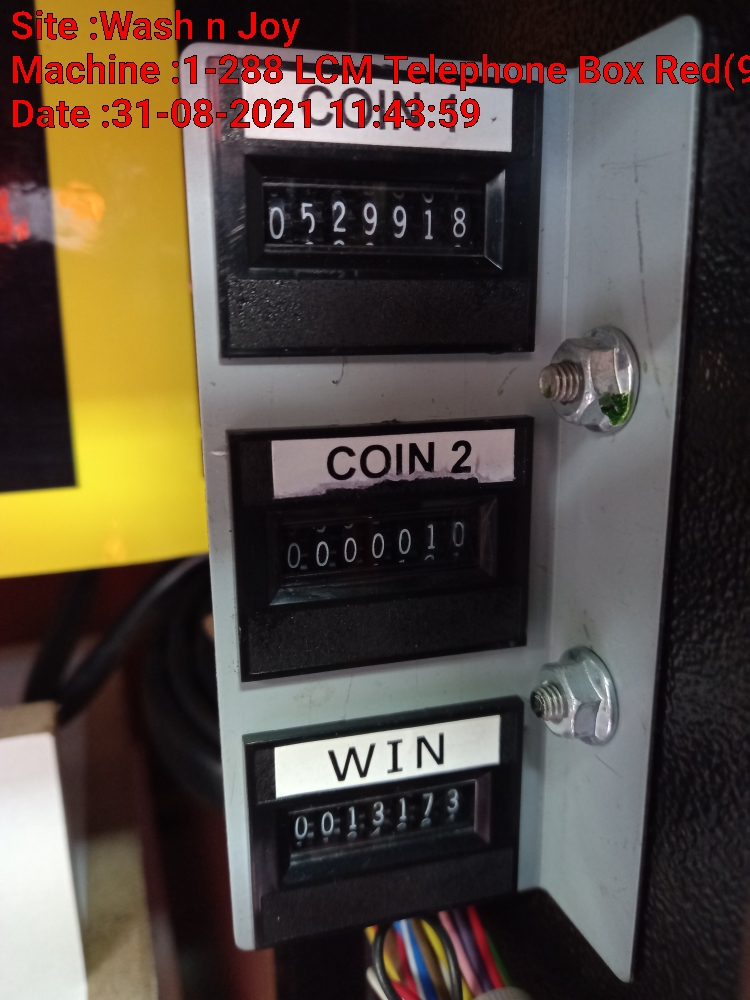 Site :Wash n Joy
Machine :1-288 LCM Telephone Box Red(9
Date :31-08-2021 11:43:59
COIN 1
0529918
COIN 2
0000010
WIN
0013173